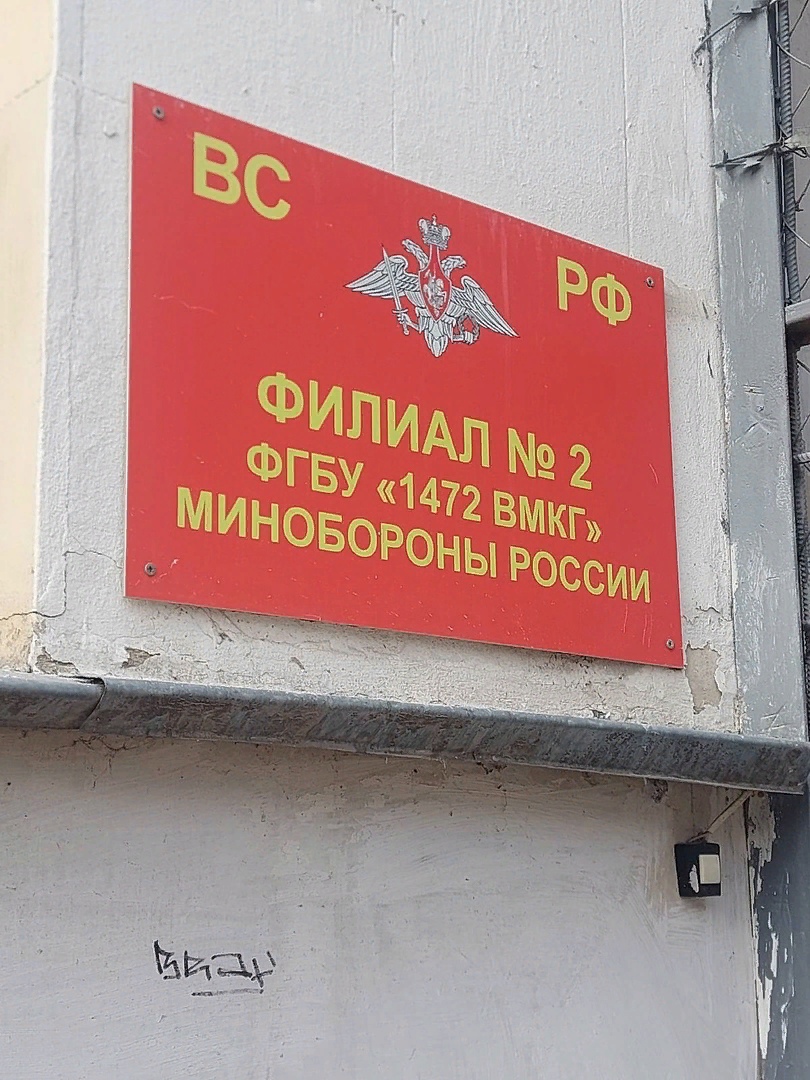 ВС
РФ
ФИЛИАЛ № 2
ФГБУ «1472 ВМКГ»
МИНОБОРОНЫ РОССИИ